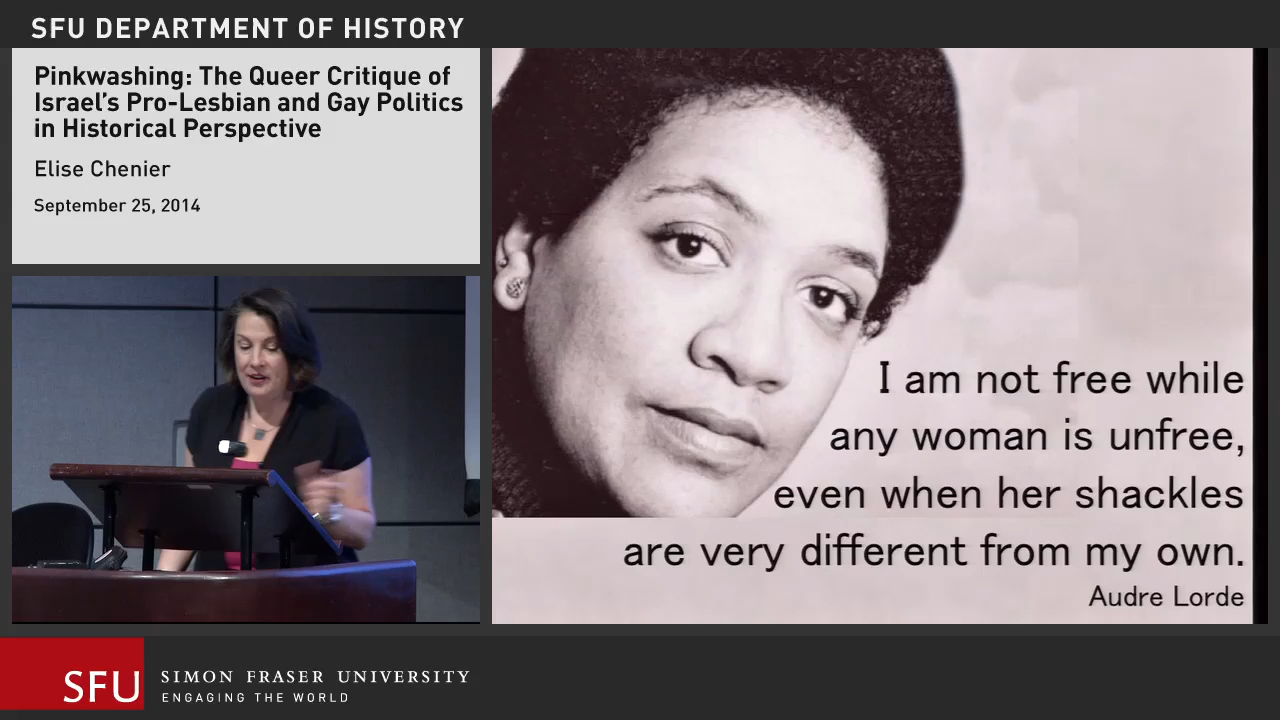 SFU DEPARTMENT OF HISTORY
Pinkwashing: The Queer Critique of
Israel's Pro-Lesbian and Gay Politics
in Historical Perspective
Elise Chenier
September 25, 2014
I am not free while
any woman is unfree,
even when her shackles
are very different from my own.
Audre Lorde
SFU
SIMON FRASER UNIVERSITY
ENGAGING THE WORLD